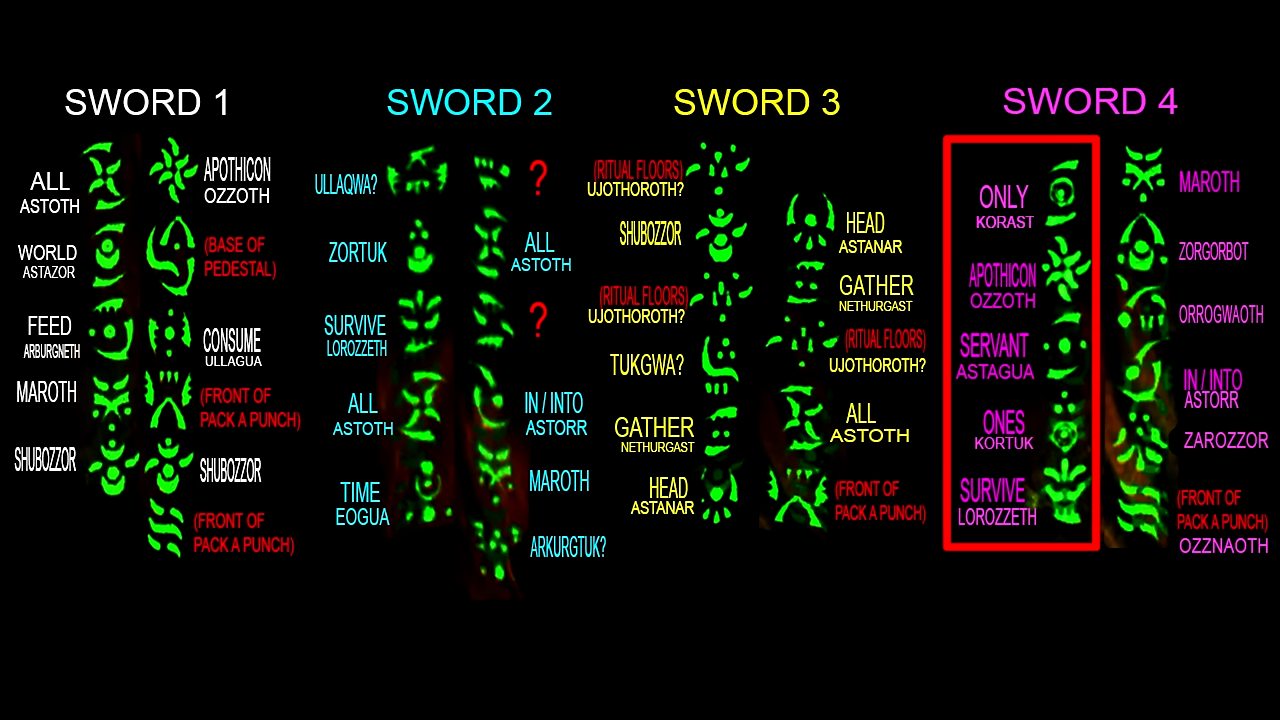 SWORD 1
SWORD 2
SWORD 3
SWORD 4
ALL
ASTOTH
WORLD
ASTAZOR
FEED
ARBURGNETH
MAROTH
SHUBOZZOR
APOTHICON
OZZOTH
(BASE OF
PEDESTAL)
CONSUME
ULLAGUA
(FRONT OF
PACK A PUNCH)
SHUBOZZOR
(FRONT OF
PACK A PUNCH)
ULLAQWA?
ZORTUK
SURVIVE
LOROZZETH
ALL
ASTOTH
TIME
EOGUA
?
ALL
ASTOTH
?
IN / INTO
ASTORR
MAROTH
ARKURGTUK?
(RITUAL FLOORS)
UJOTHOROTH?
SHUBOZZOR
(RITUAL FLOORS)
UJOTHOROTH?
TUKGWA?
GATHER
NETHURGAST
HEAD
ASTANAR
HEAD
ASTANAR
GATHER
NETHURGAST
(RITUAL FLOORS)
UJOTHOROTH?
ALL
ASTOTH
(FRONT OF
PACK A PUNCH)
ONLY
KORAST
APOTHICON
OZZOTH
SERVANT
ASTAGUA
ONES
KORTUK
SURVIVE
LOROZZETH
MAROTH
ZORGORBOT
ORROGWAOTH
IN / INTO
ASTORR
ZAROZZOR
(FRONT OF
PACK A PUNCH)
OZZNAOTH